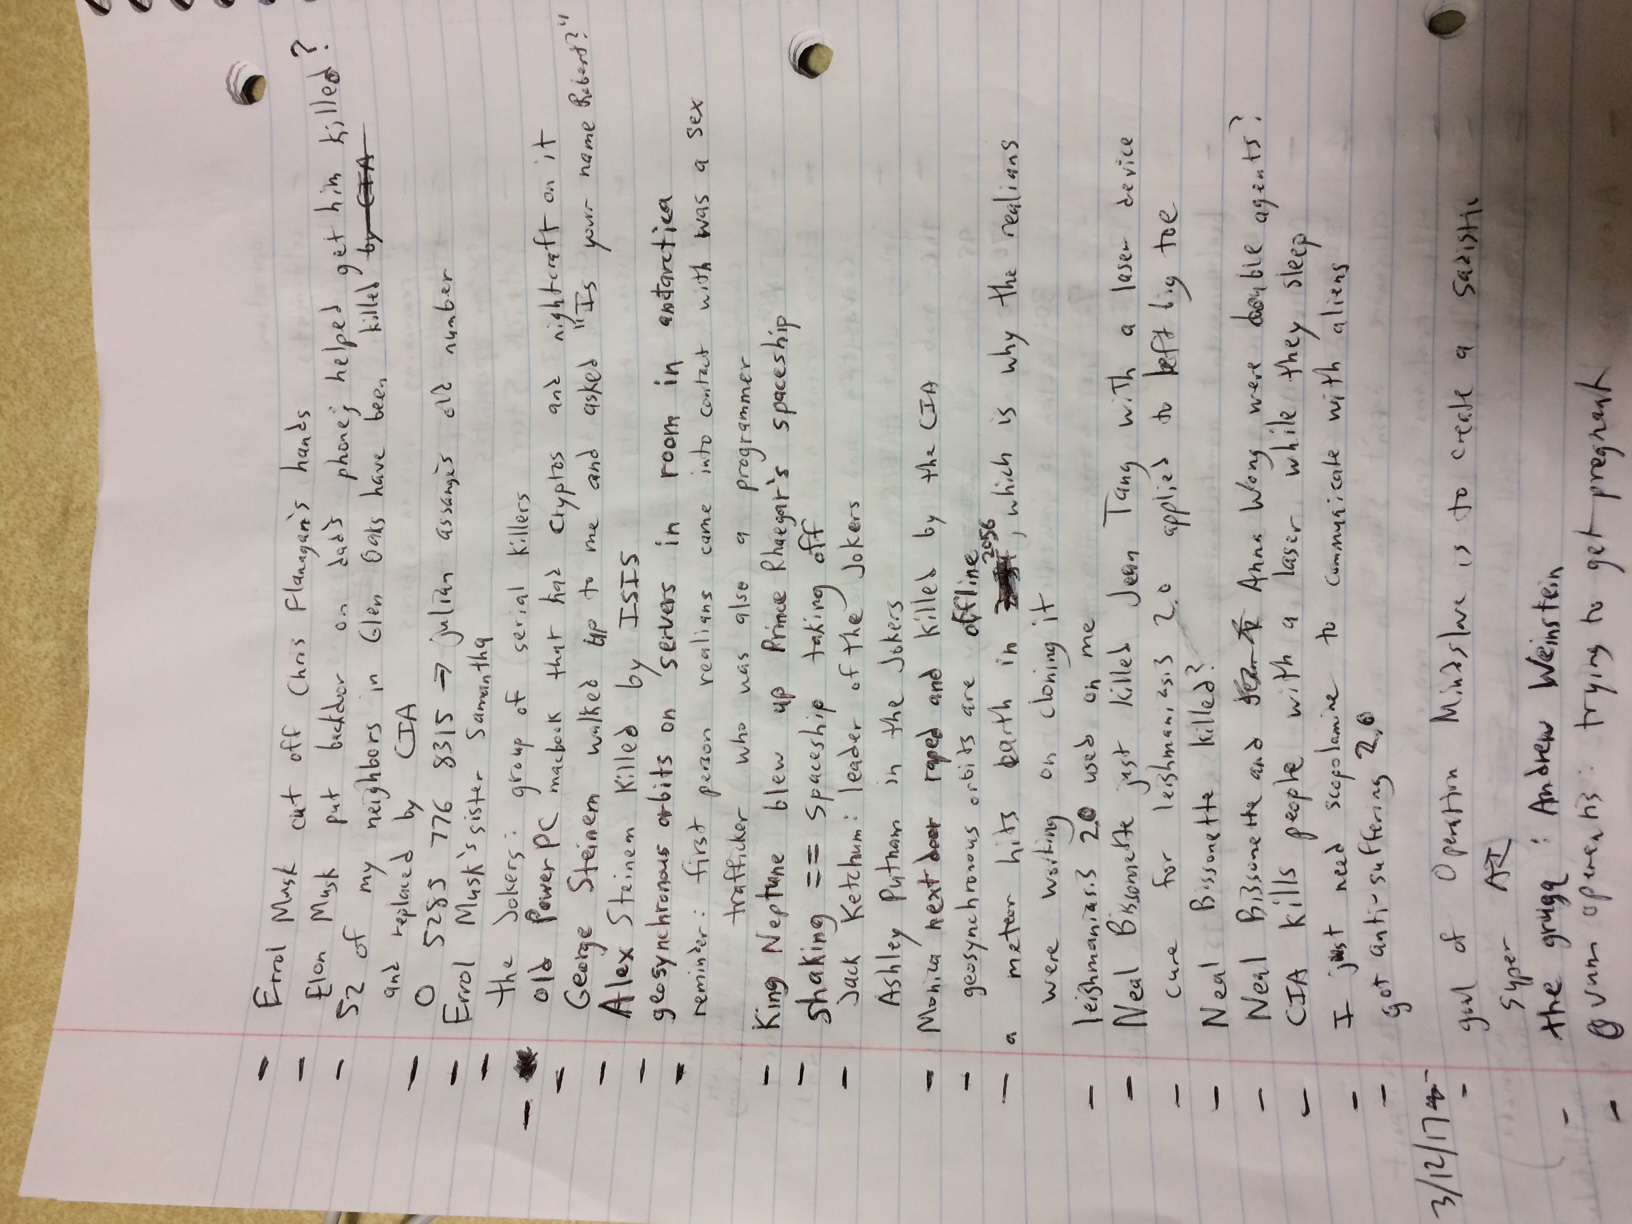 - Errol Musk cut off Chris Flanagan's hands
- Elon Musk put backdoor on dad's phone; helped get him killed?
- 52 of my neighbors in Glen Oaks have been killed by CIA
and replaced by CIA
- 0 5285 776 8315 → julian assange's old number
- Errol Musk's sister Samantha
- the Jokers: group of serial killers
- old PowerPC macbook that had cryptos and nightcraft on it
- George Steinem walked up to me and asked "Is your name Robert?"
- Alex Steinem killed by ISIS
- geosynchronous orbits on servers in room in antarctica
- reminder: first person realians came into contact with was a sex
trafficker who was also a programmer
- King Neptune blew up Prince Rhaegar's spaceship
- shaking == spaceship taking off
- Jack Ketchum: leader of the Jokers
Ashley Putnam in the Jokers
- Monica next door raped and killed by the CIA
- geosynchronous orbits are offline
- a meteor hits earth in 2056, which is why the realians
were working on cloning it
- leishmaniasis 2.0 used on me
- Neal Bissonette just killed Jean Tang with a laser device
- cure for leishmaniasis 2.0 applied to left big toe
- Neal Bissonette killed?
- Neal Bissonette and Anna Wong were double agents?
- CIA kills people with a laser while they sleep
- I just need scopolamine to communicate with aliens
- got anti-suffering 2.0
3/12/17
- goal of Operation Mindslave is to create a sadistic
super AI
- the grugq: Andrew Weinstein
- Ovum operentis: trying to get pregnant